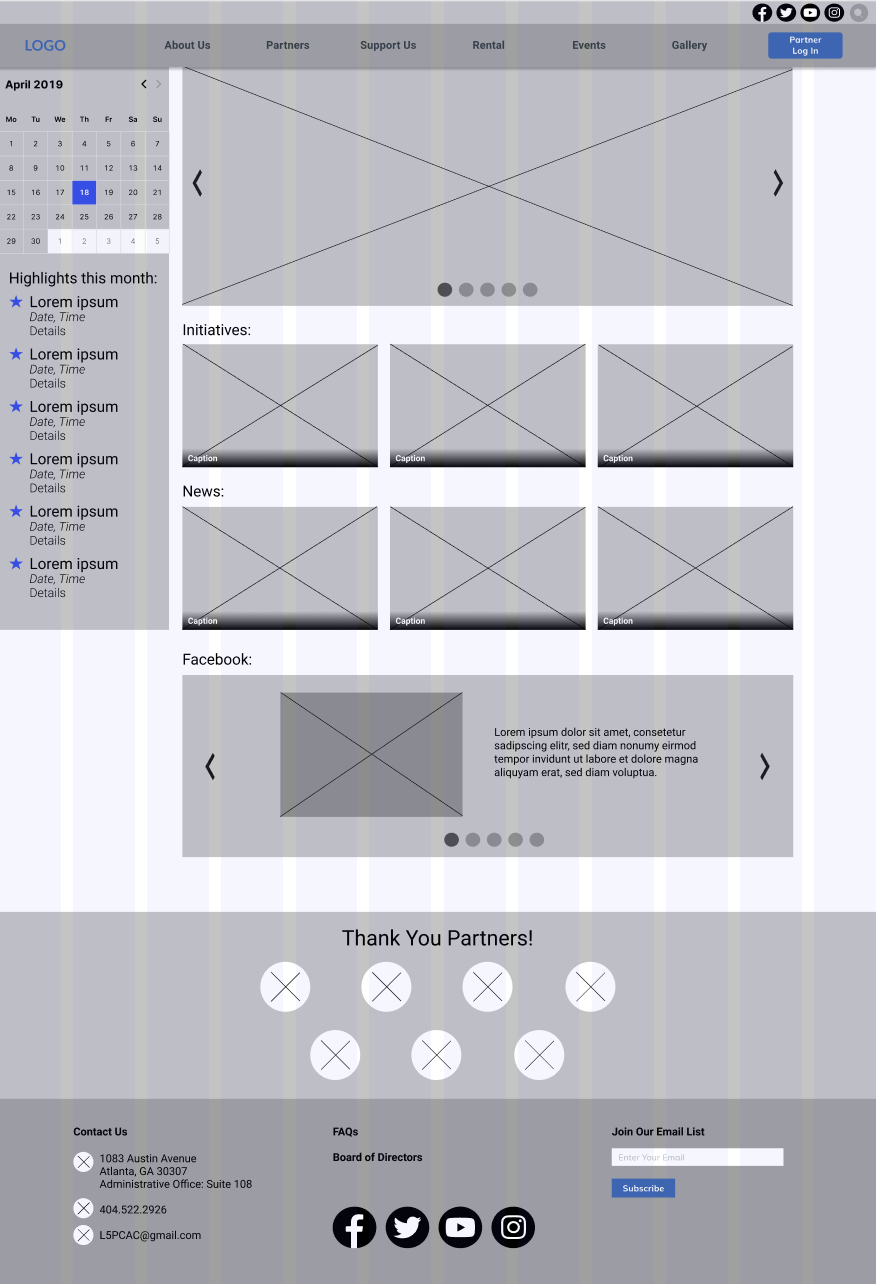 LOGO
About Us
Partners
Support Us
Rental
Events
Gallery
Partner
Log In
April 2019
Mo Tu We Th Fr Sa Su
1 2 3 4 5 6 7
8 9 10 11 12 13 14
15 16 17 18 19 20 21
22 23 24 25 26 27 28
29 30 1 2 3 4 5
Highlights this month:
Lorem ipsum
Date, Time
Details
Lorem ipsum
Date, Time
Details
Lorem ipsum
Date, Time
Details
Lorem ipsum
Date, Time
Details
Lorem ipsum
Date, Time
Details
Lorem ipsum
Date, Time
Details
Initiatives:
Caption
Caption
Caption
News:
Caption
Caption
Caption
Facebook:
Lorem ipsum dolor sit amet, consetetur
sadipscing elitr, sed diam nonumy eirmod
tempor invidunt ut labore et dolore magna
aliquyam erat, sed diam voluptua.
Thank You Partners!
Contact Us
1083 Austin Avenue
Atlanta, GA 30307
Administrative Office: Suite 108
404.522.2926
L5PCAC@gmail.com
FAQs
Board of Directors
Join Our Email List
Enter Your Email
Subscribe